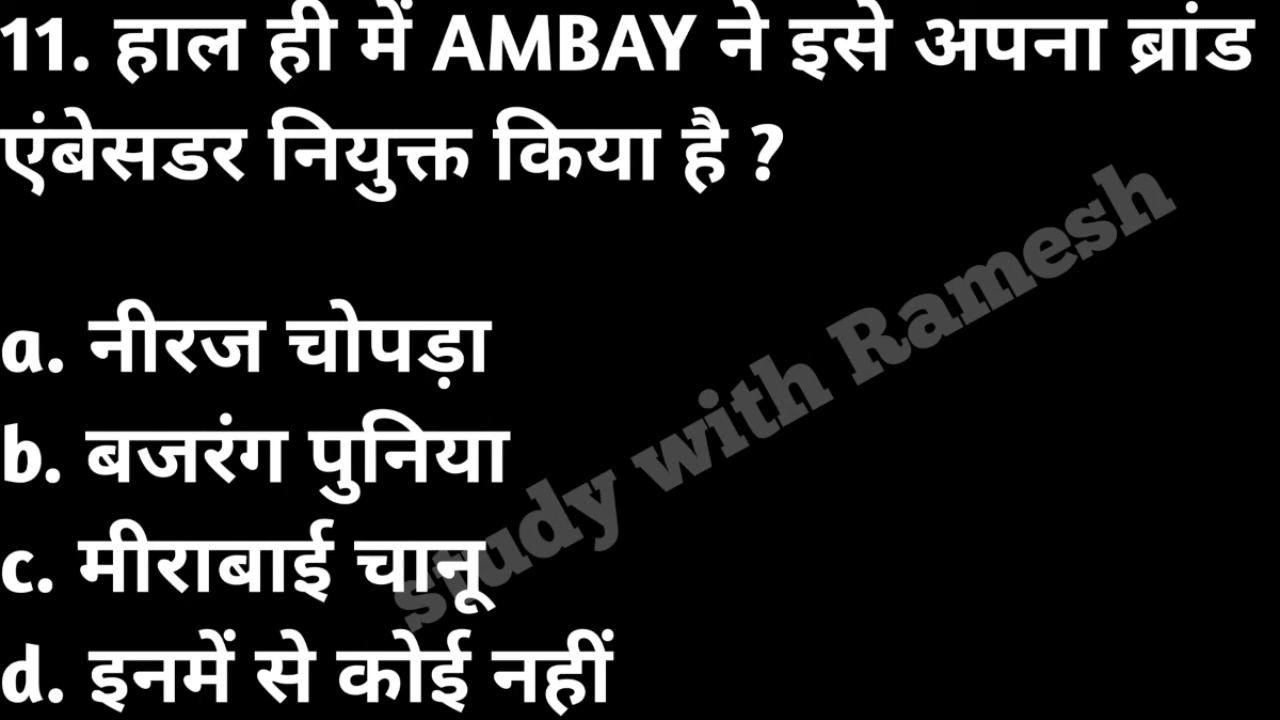 11. हाल ही में AMBAY ने इसे अपना ब्रांड
एंबेसडर नियुक्त किया है ?
a. नीरज चोपड़ा
b. बजरंग पुनिया
c. मीराबाई चानू
d. इनमें से कोई नहीं
study with Ramesh